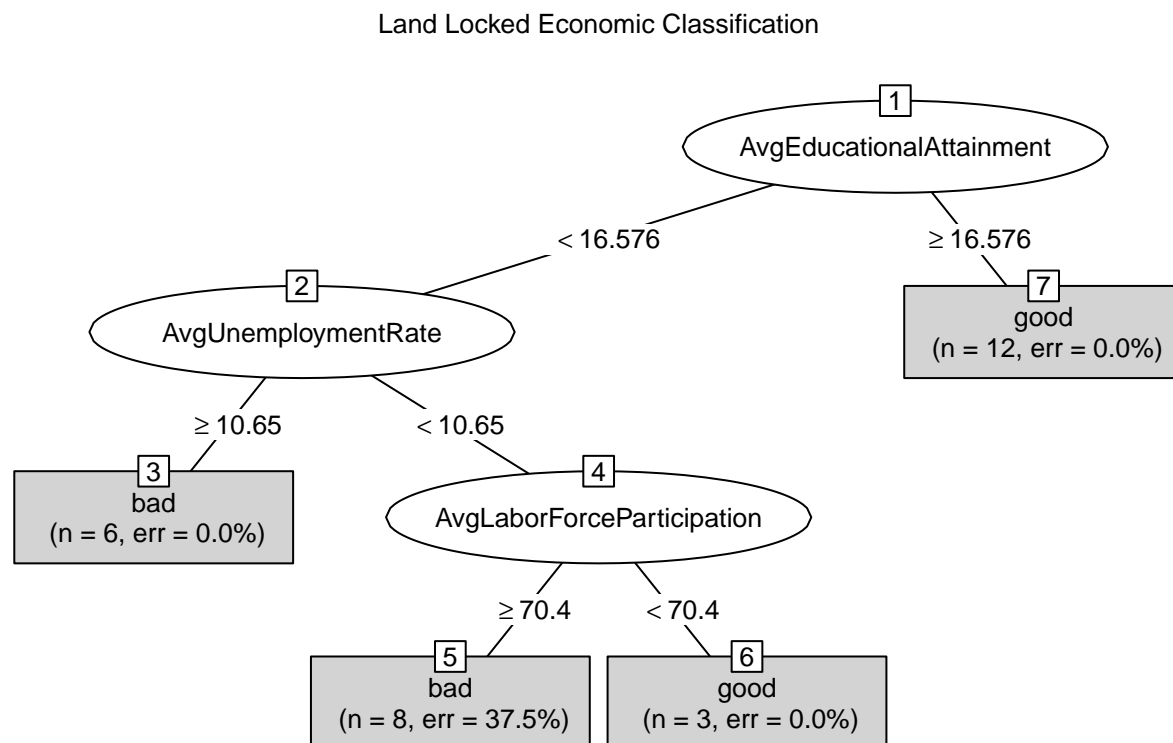 Land Locked Economic Classification
1
AvgEducationalAttainment
< 16.576
≥ 16.576
2
AvgUnemploymentRate
7
good
(n = 12, err = 0.0%)
≥ 10.65
< 10.65
3
bad
(n = 6, err = 0.0%)
4
AvgLaborForceParticipation
≥ 70.4
< 70.4
5
bad
(n = 8, err = 37.5%)
6
good
(n = 3, err = 0.0%)